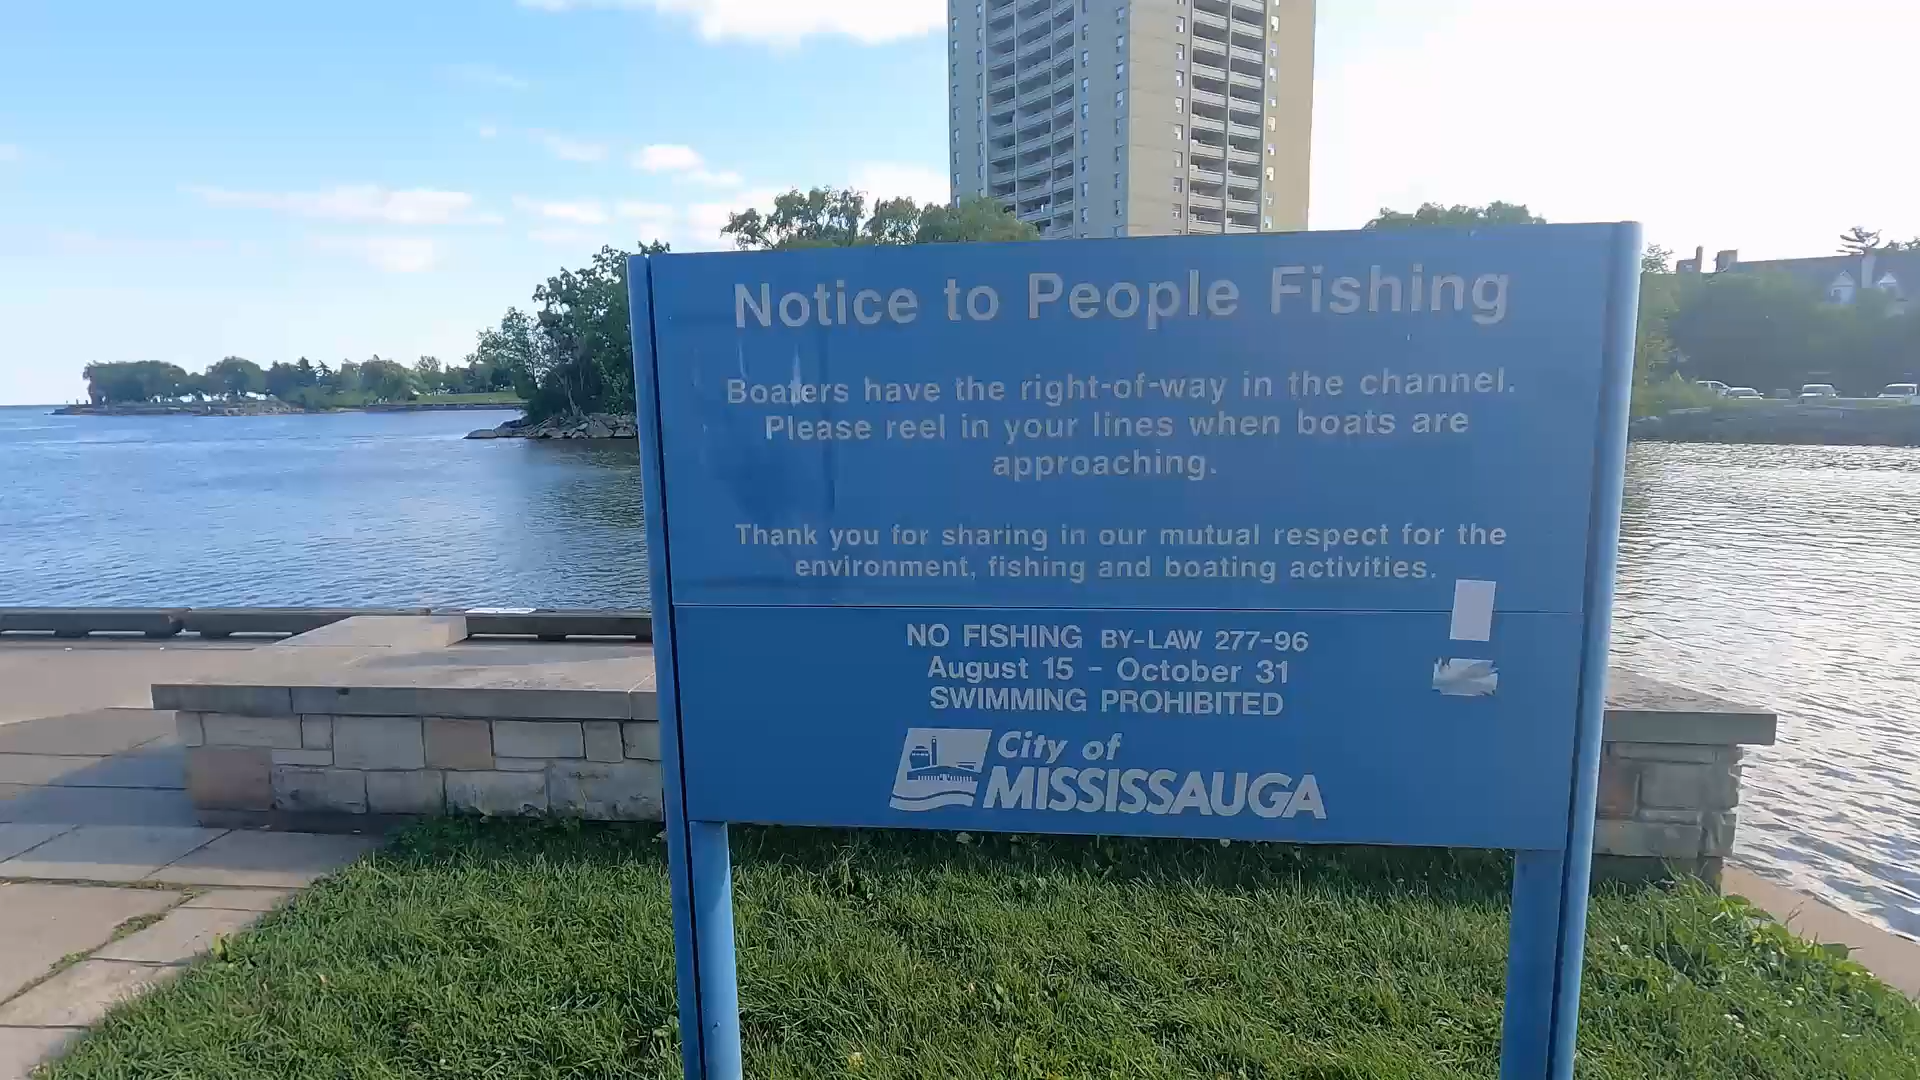 Notice to People Fishing
Boaters have the right-of-way in the channel.
Please reel in your lines when boats are
approaching.
Thank you for sharing in our mutual respect for the
environment, fishing and boating activities.
NO FISHING BY-LAW 277-96
August 15 - October 31
SWIMMING PROHIBITED
City of
MISSISSAUGA